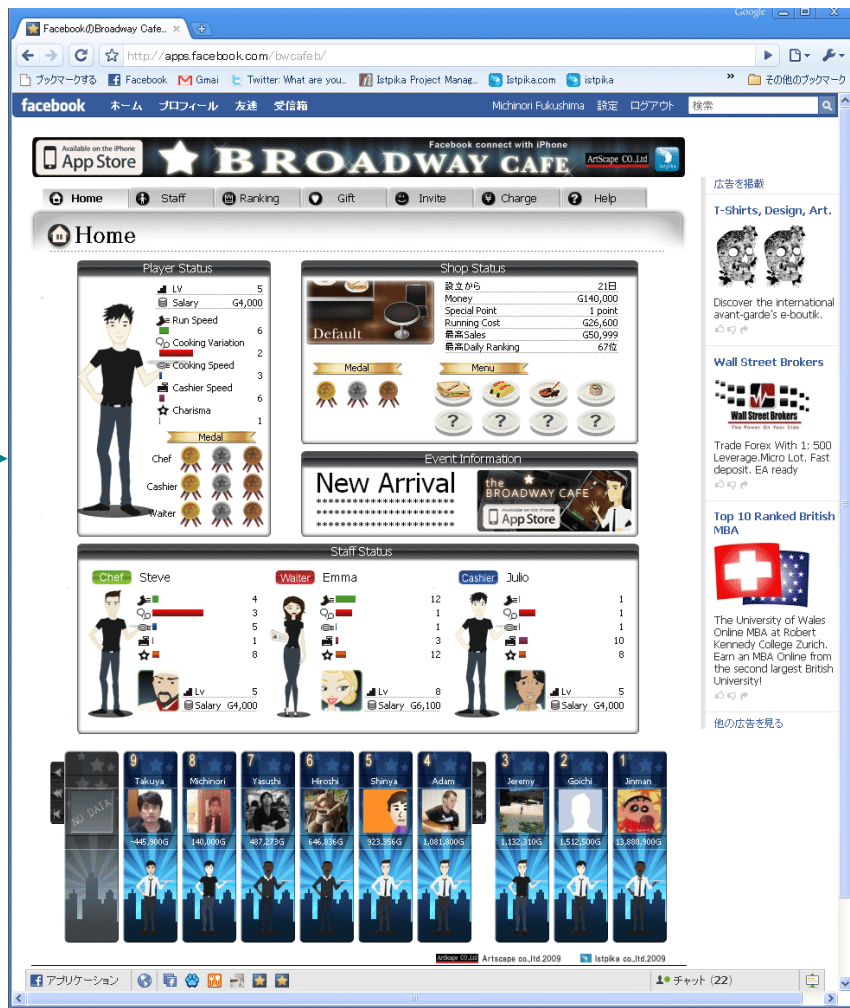 Google
FacebookのBroadway Cafe..
http://apps.facebook.com/bwcafeb/
ブックマークする Facebook Gmai Twitter: What are you... Istpika Project Manag... Istpika.com istpika » その他のブックマーク
facebook ホーム プロフィール 友達 受信箱 Michinori Fukushima 設定 ログアウト 検索
Available on the iPhone
App Store
Facebook connect with iPhone
BROADWAY CAFE
ArtScape CO.,Ltd
Istpika
Home Staff Ranking Gift Invite Charge Help
Home
Player Status
LV 5
Salary G4,000
Run Speed
6
Cooking Variation
2
Cooking Speed
3
Cashier Speed
6
Charisma
1
Medal
Chef
Cashier
Waiter
Shop Status
Default
設立から 21日
Money G140,000
Special Point 1 point
Running Cost G26,600
最高Sales G50,999
最高Daily Ranking 67位
Medal Menu
? ? ? ?
Event Information
New Arrival
********************
********************
********************
the
BROADWAY CAFE
Available on the iPhone
App Store
Staff Status
Chef Steve
4
3
5
1
8
Lv 5
Salary G4,000
Waiter Emma
12
1
1
3
12
Lv 8
Salary G6,100
Cashier Julio
1
1
1
10
8
Lv 5
Salary G4,000
NO DATA
9
Takuya
-445,900G
8
Michinori
140,000G
7
Yasushi
487,273G
6
Hiroshi
646,836G
5
Shinya
923,356G
4
Adam
1,081,800G
3
Jeremy
1,132,310G
2
Goichi
1,512,500G
1
Jinman
13,880,900G
ArtScape CO.,Ltd Artscape co.,ltd.2009 Istpika co.,ltd.2009
広告を掲載
T-Shirts, Design, Art.
Discover the international
avant-garde's e-boutik.
Wall Street Brokers
Wall Street Brokers
The Power On Your Side
Trade Forex With 1: 500
Leverage.Micro Lot. Fast
deposit. EA ready
Top 10 Ranked British
MBA
The University of Wales
Online MBA at Robert
Kennedy College Zurich.
Earn an MBA Online from
the second largest British
University!
他の広告を見る
アプリケーション チャット (22)